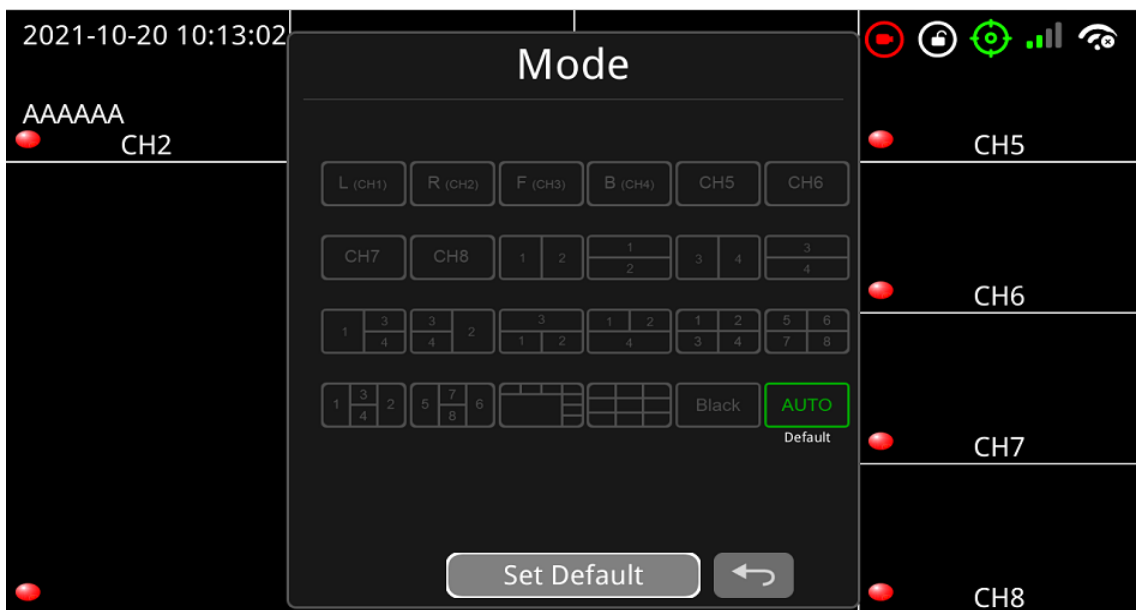 2021-10-20 10:13:02
Mode
AAAAAA
CH2
CH5
L (CH1) R (CH2) F (CH3) B (CH4) CH5 CH6
CH7 CH8 1 2 1 2 3 4 3 4
CH6
1 3 4 3 4 2 3 1 2 1 2 4 1 2 3 4 5 6 7 8
1 3 4 2 5 7 8 6 Black AUTO
Default
CH7
Set Default
CH8